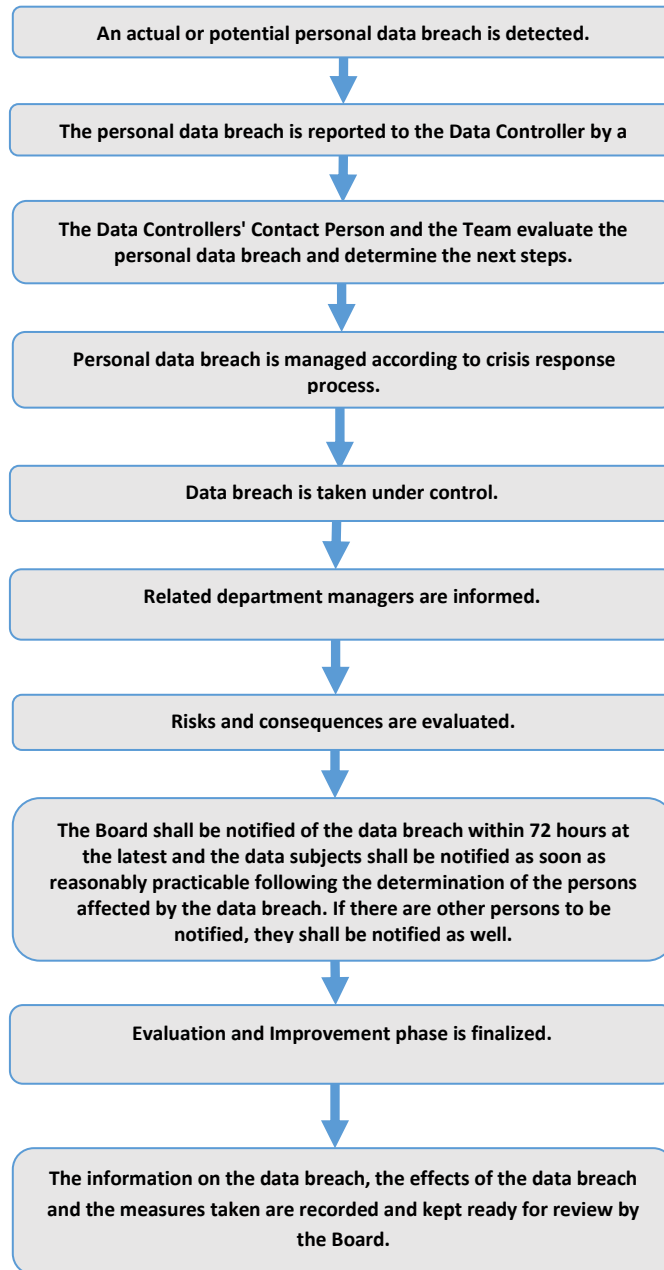 An actual or potential personal data breach is detected.
The personal data breach is reported to the Data Controller by a
The Data Controllers' Contact Person and the Team evaluate the
personal data breach and determine the next steps.
Personal data breach is managed according to crisis response
process.
Data breach is taken under control.
Related department managers are informed.
Risks and consequences are evaluated.
The Board shall be notified of the data breach within 72 hours at
the latest and the data subjects shall be notified as soon as
reasonably practicable following the determination of the persons
affected by the data breach. If there are other persons to be
notified, they shall be notified as well.
Evaluation and Improvement phase is finalized.
The information on the data breach, the effects of the data breach
and the measures taken are recorded and kept ready for review by
the Board.